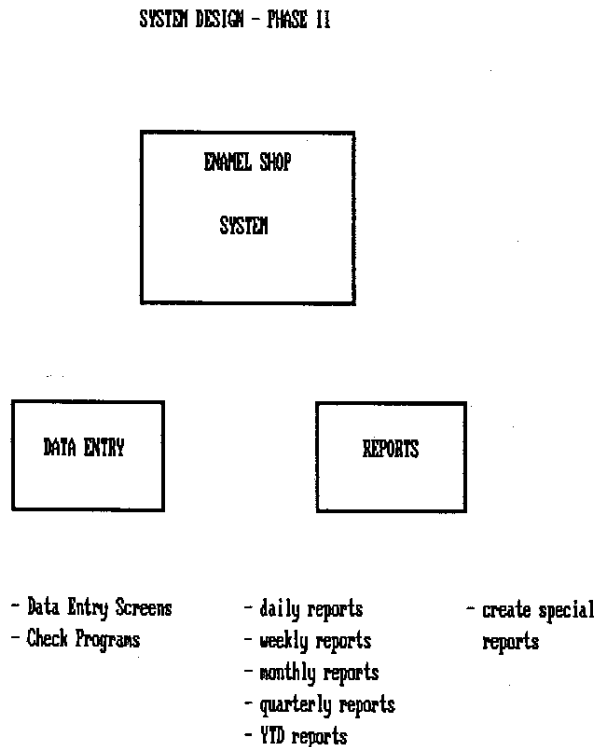 SYSTEM DESIGN - PHASE II
ENAMEL SHOP
SYSTEM
DATA ENTRY
REPORTS
- Data Entry Screens
- Check Programs
- daily reports
- weekly reports
- monthly reports
- quarterly reports
- YTD reports
- create special
reports